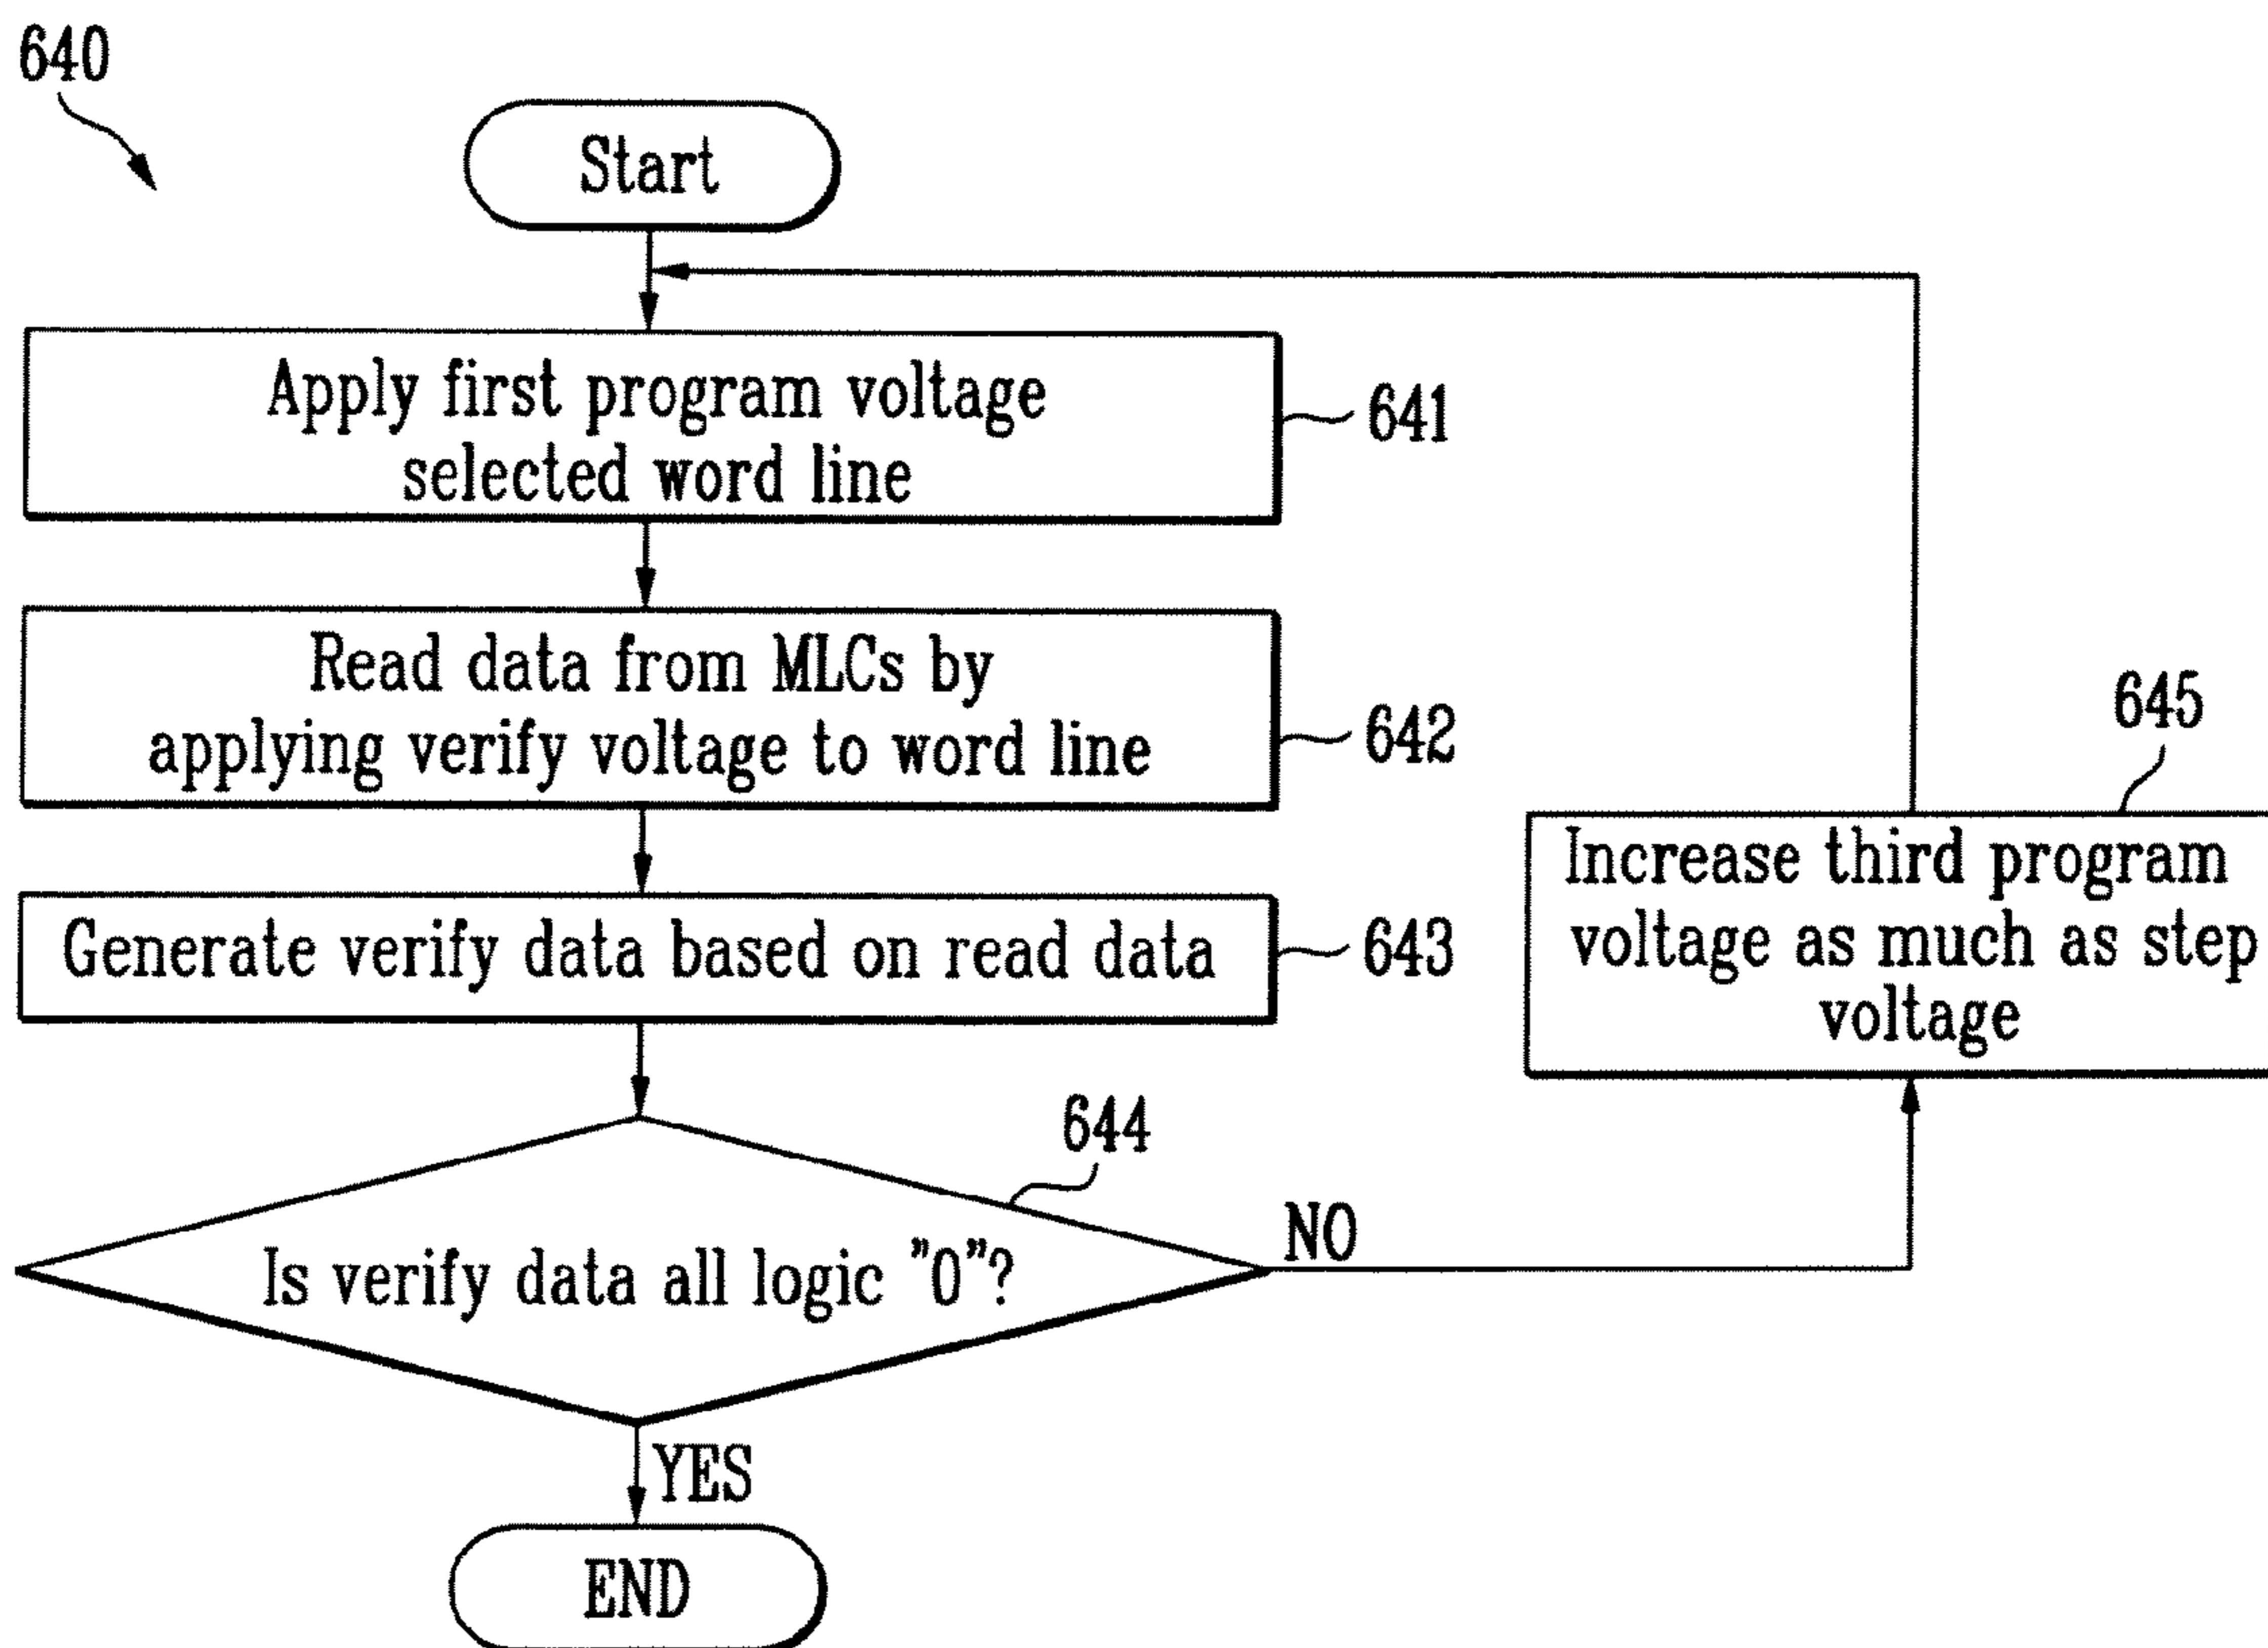 640
Start
Apply first program voltage
selected word line
641
Read data from MLCs by
applying verify voltage to word line
642
645
Increase third program
voltage as much as step
voltage
Generate verify data based on read data
643
644
Is verify data all logic "0"?
NO
YES
END